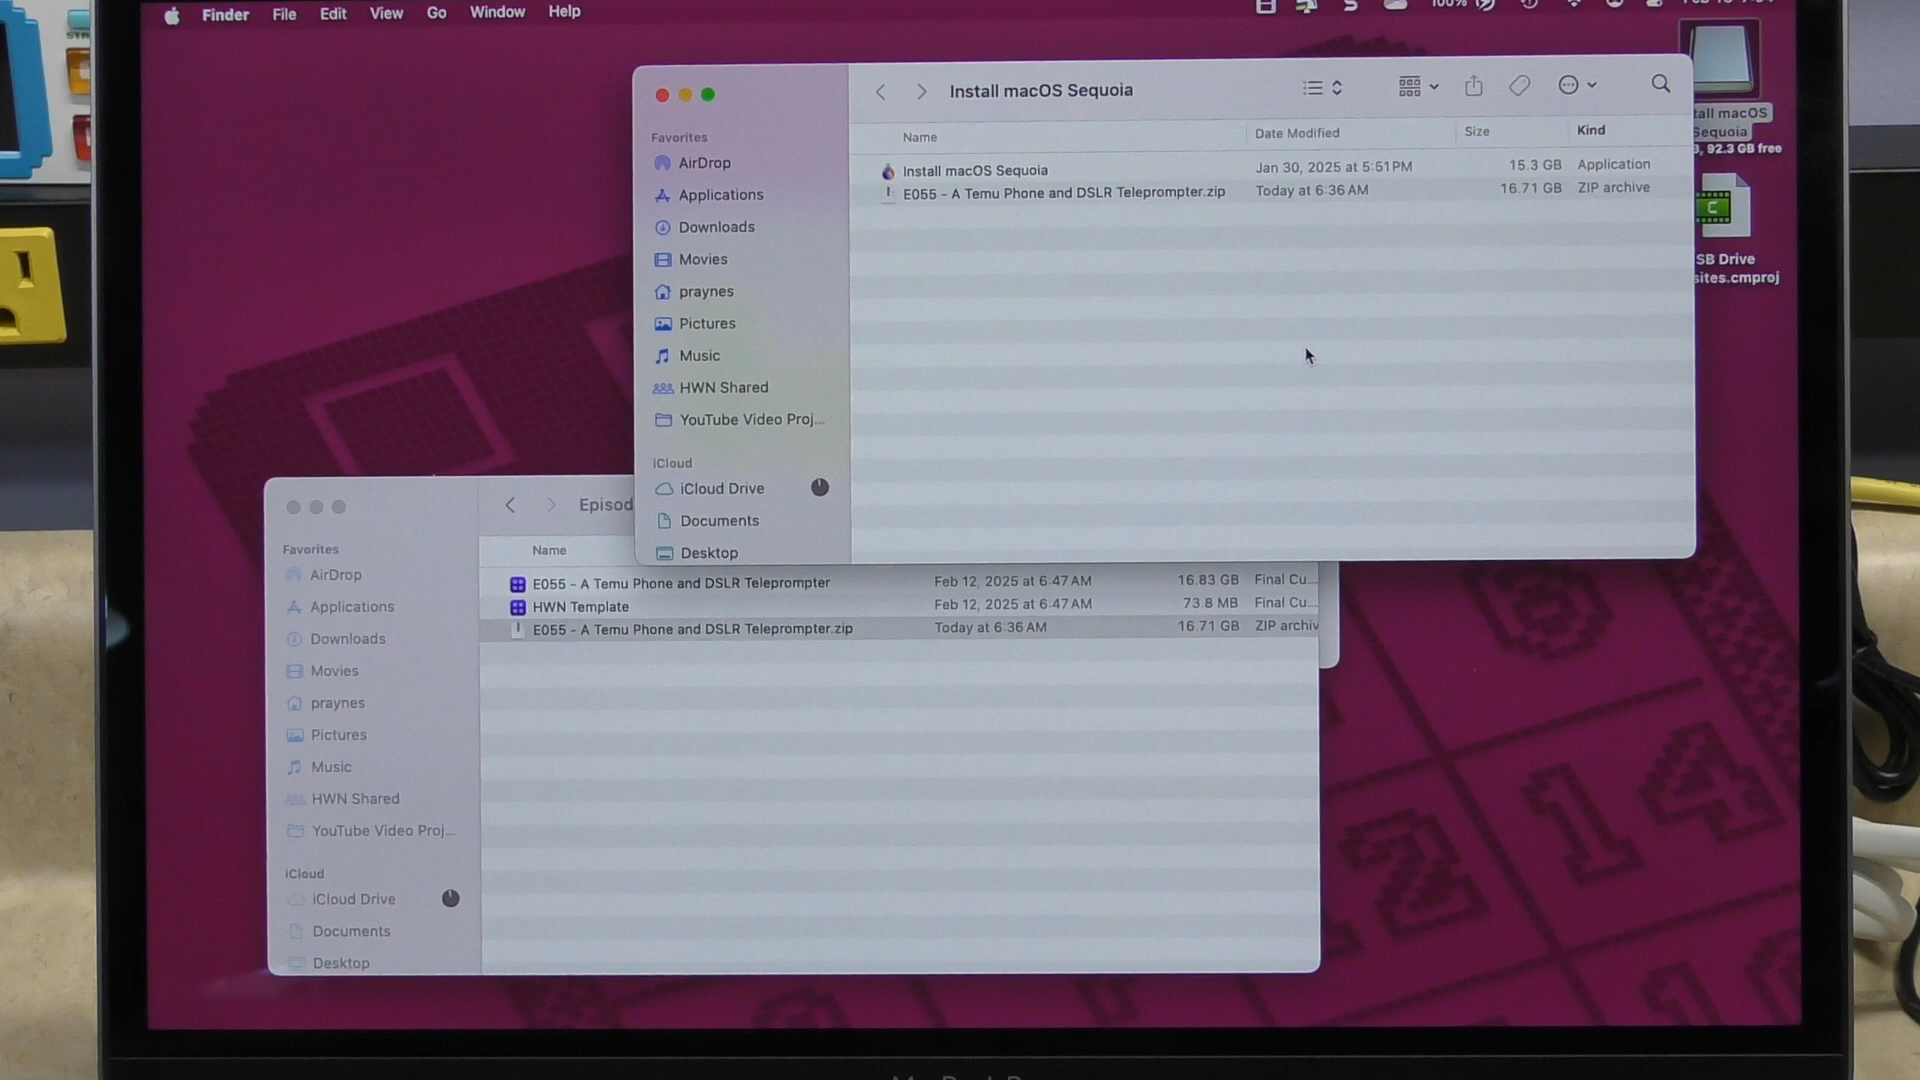 Finder File Edit View Go Window Help
100%
Install macOS Sequoia
Favorites
AirDrop
Applications
Downloads
Movies
praynes
Pictures
Music
HWN Shared
YouTube Video Proj...
iCloud
iCloud Drive
Documents
Desktop
Name Date Modified Size Kind
Install macOS Sequoia Jan 30, 2025 at 5:51 PM 15.3 GB Application
E055 - A Temu Phone and DSLR Teleprompter.zip Today at 6:36 AM 16.71 GB ZIP archive
tall macOS
Sequoia
92.3 GB free
C
SB Drive
sites.cmproj
Episod
Favorites
AirDrop
Applications
Downloads
Movies
praynes
Pictures
Music
HWN Shared
YouTube Video Proj...
iCloud
iCloud Drive
Documents
Desktop
Name
E055 - A Temu Phone and DSLR Teleprompter Feb 12, 2025 at 6:47 AM 16.83 GB Final Cu...
HWN Template Feb 12, 2025 at 6:47 AM 73.8 MB Final Cu...
E055 - A Temu Phone and DSLR Teleprompter.zip Today at 6:36 AM 16.71 GB ZIP archiv
14
12